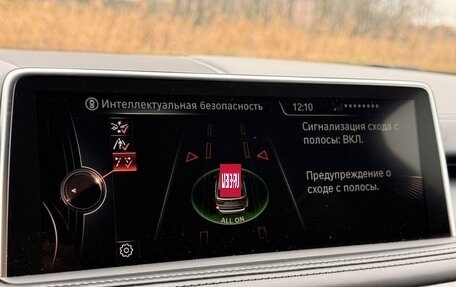 Интеллектуальная безопасность
12:10
Сигнализация схода с
полосы: ВКЛ.
Предупреждение о
сходе с полосы.
ALL ON